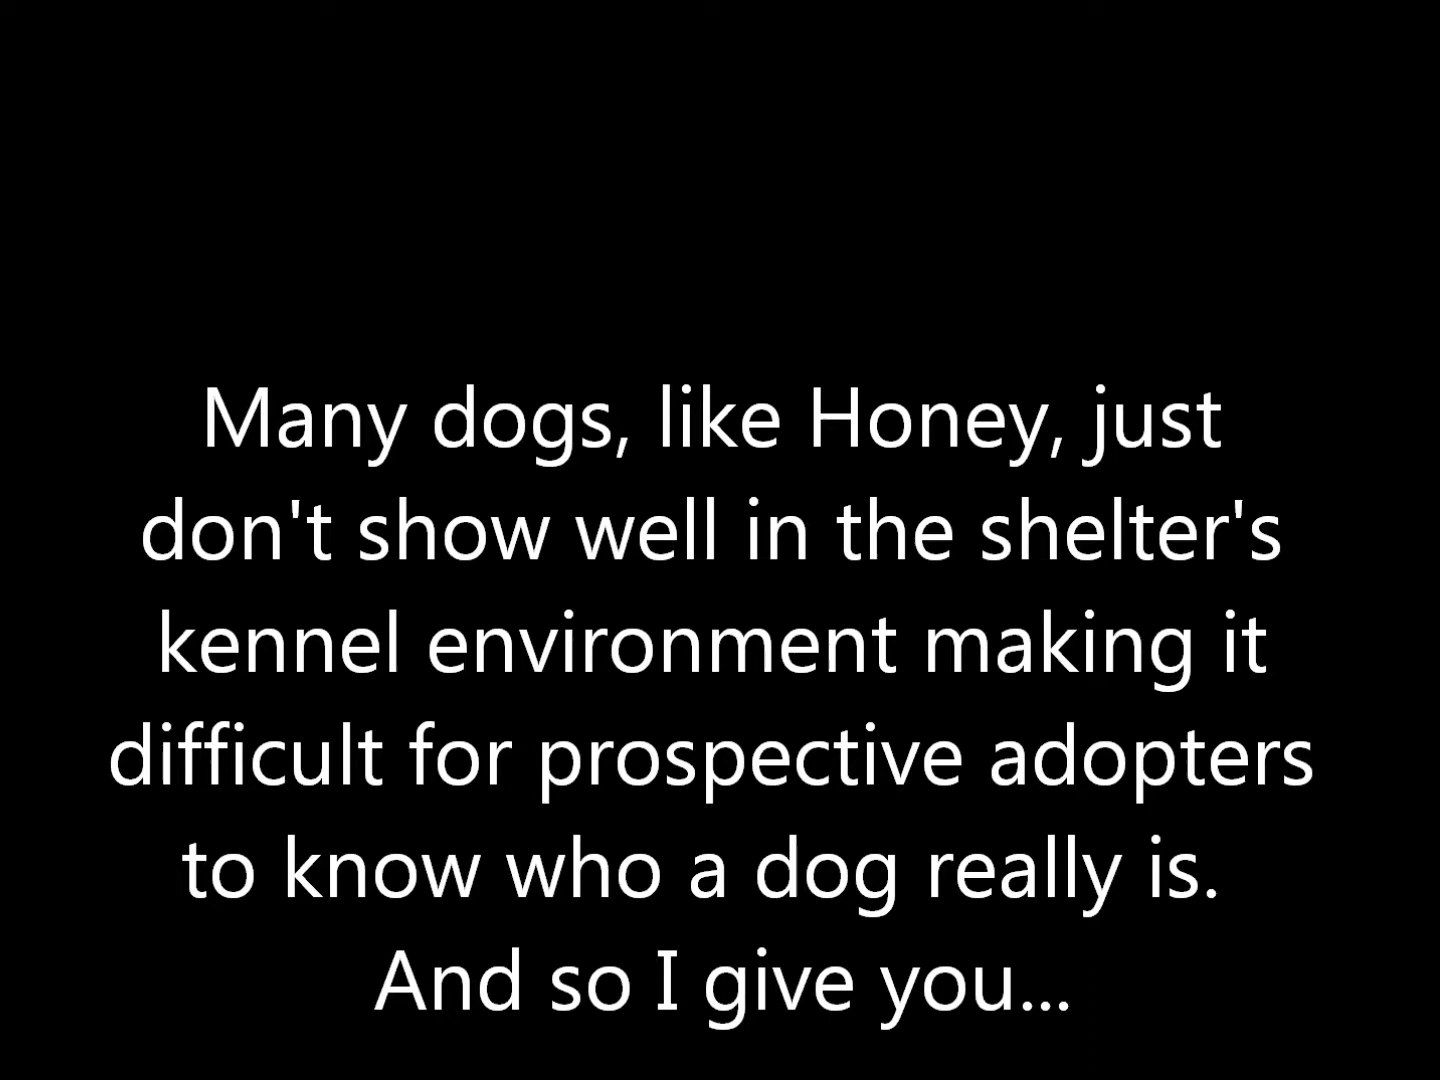 Many dogs, like Honey, just
don't show well in the shelter's
kennel environment making it
difficult for prospective adopters
to know who a dog really is.
And so I give you...